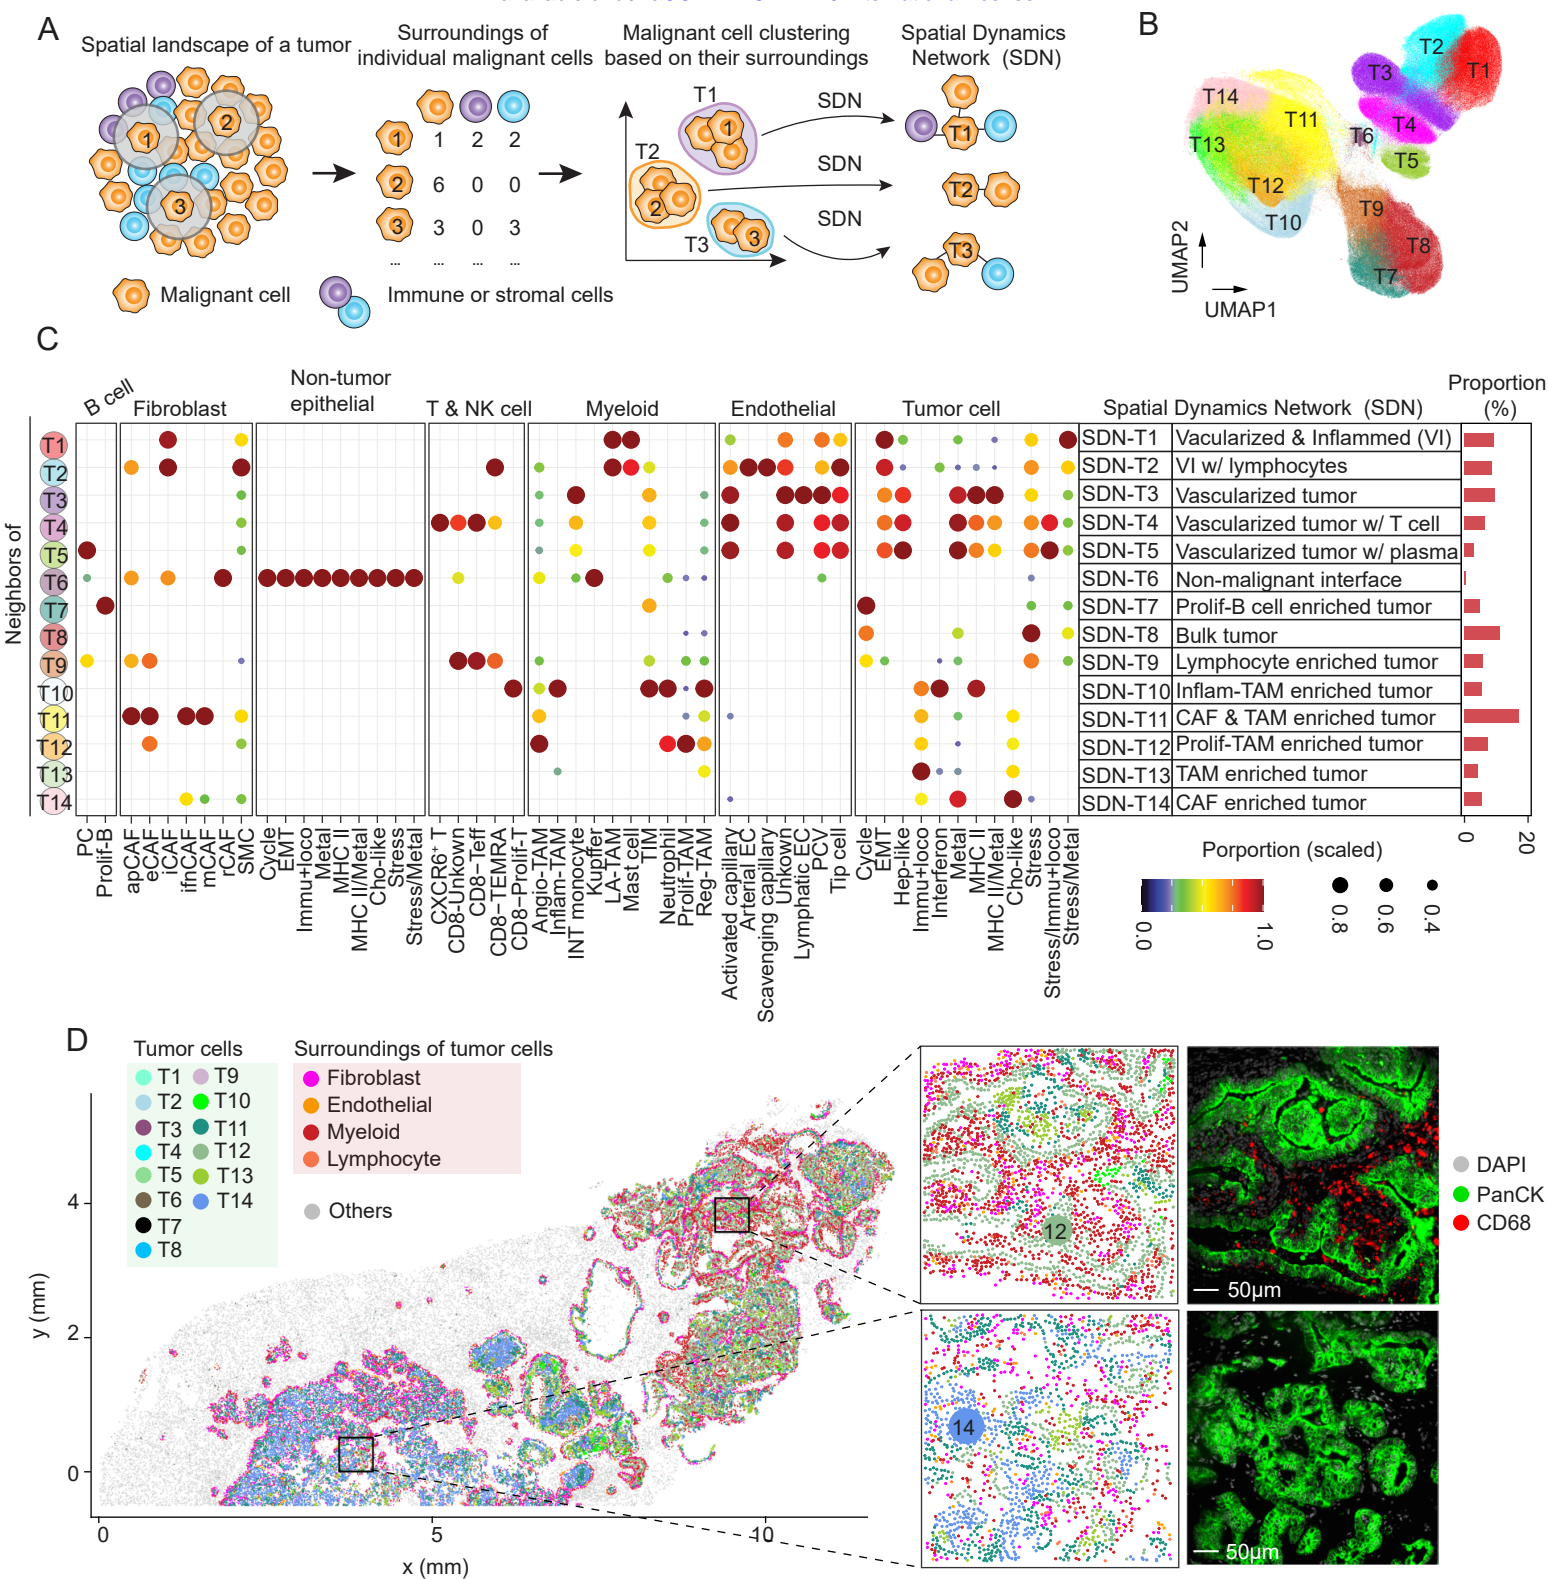 A
Spatial landscape of a tumor
Surroundings of
individual malignant cells
Malignant cell clustering
based on their surroundings
Spatial Dynamics
Network (SDN)
1
2
3
1 1 2 2
2 6 0 0
3 3 0 3
... ... ... ...
T1
1
T2
2
T3
3
SDN
SDN
SDN
T1
T2
T3
Malignant cell
Immune or stromal cells
B
T1
T2
T3
T4
T5
T6
T7
T8
T9
T10
T11
T12
T13
T14
UMAP2
UMAP1
C
B cell
Fibroblast
Non-tumor
epithelial
T & NK cell
Myeloid
Endothelial
Tumor cell
Spatial Dynamics Network (SDN)
Proportion
(%)
Neighbors of
T1 SDN-T1 Vacularized & Inflammed (VI)
T2 SDN-T2 VI w/ lymphocytes
T3 SDN-T3 Vascularized tumor
T4 SDN-T4 Vascularized tumor w/ T cell
T5 SDN-T5 Vascularized tumor w/ plasma
T6 SDN-T6 Non-malignant interface
T7 SDN-T7 Prolif-B cell enriched tumor
T8 SDN-T8 Bulk tumor
T9 SDN-T9 Lymphocyte enriched tumor
T10 SDN-T10 Inflam-TAM enriched tumor
T11 SDN-T11 CAF & TAM enriched tumor
T12 SDN-T12 Prolif-TAM enriched tumor
T13 SDN-T13 TAM enriched tumor
T14 SDN-T14 CAF enriched tumor
0 20
PC
Prolif-B
apCAF
eCAF
iCAF
ifnCAF
mCAF
rCAF
SMC
Cycle
EMT
Immu+loco
Metal
MHC II
MHC II/Metal
Cho-like
Stress
Stress/Metal
CXCR6⁺ T
CD8-Unkown
CD8−Teff
CD8−TEMRA
CD8−Prolif-T
Angio-TAM
Inflam-TAM
INT monocyte
Kupffer
LA-TAM
Mast cell
TIM
Neutrophil
Prolif-TAM
Reg-TAM
Activated capillary
Arterial EC
Scavenging capillary
Unkown
Lymphatic EC
PCV
Tip cell
Cycle
EMT
Hep-like
Immu+loco
Interferon
Metal
MHC II
MHC II/Metal
Cho-like
Stress
Stress/Immu+loco
Stress/Metal
Porportion (scaled)
0.0 1.0
0.8 0.6 0.4
D
Tumor cells
T1
T2
T3
T4
T5
T6
T7
T8
T9
T10
T11
T12
T13
T14
Surroundings of tumor cells
Fibroblast
Endothelial
Myeloid
Lymphocyte
Others
y (mm)
4
2
0
0 5 10
x (mm)
12
14
50µm
50µm
DAPI
PanCK
CD68